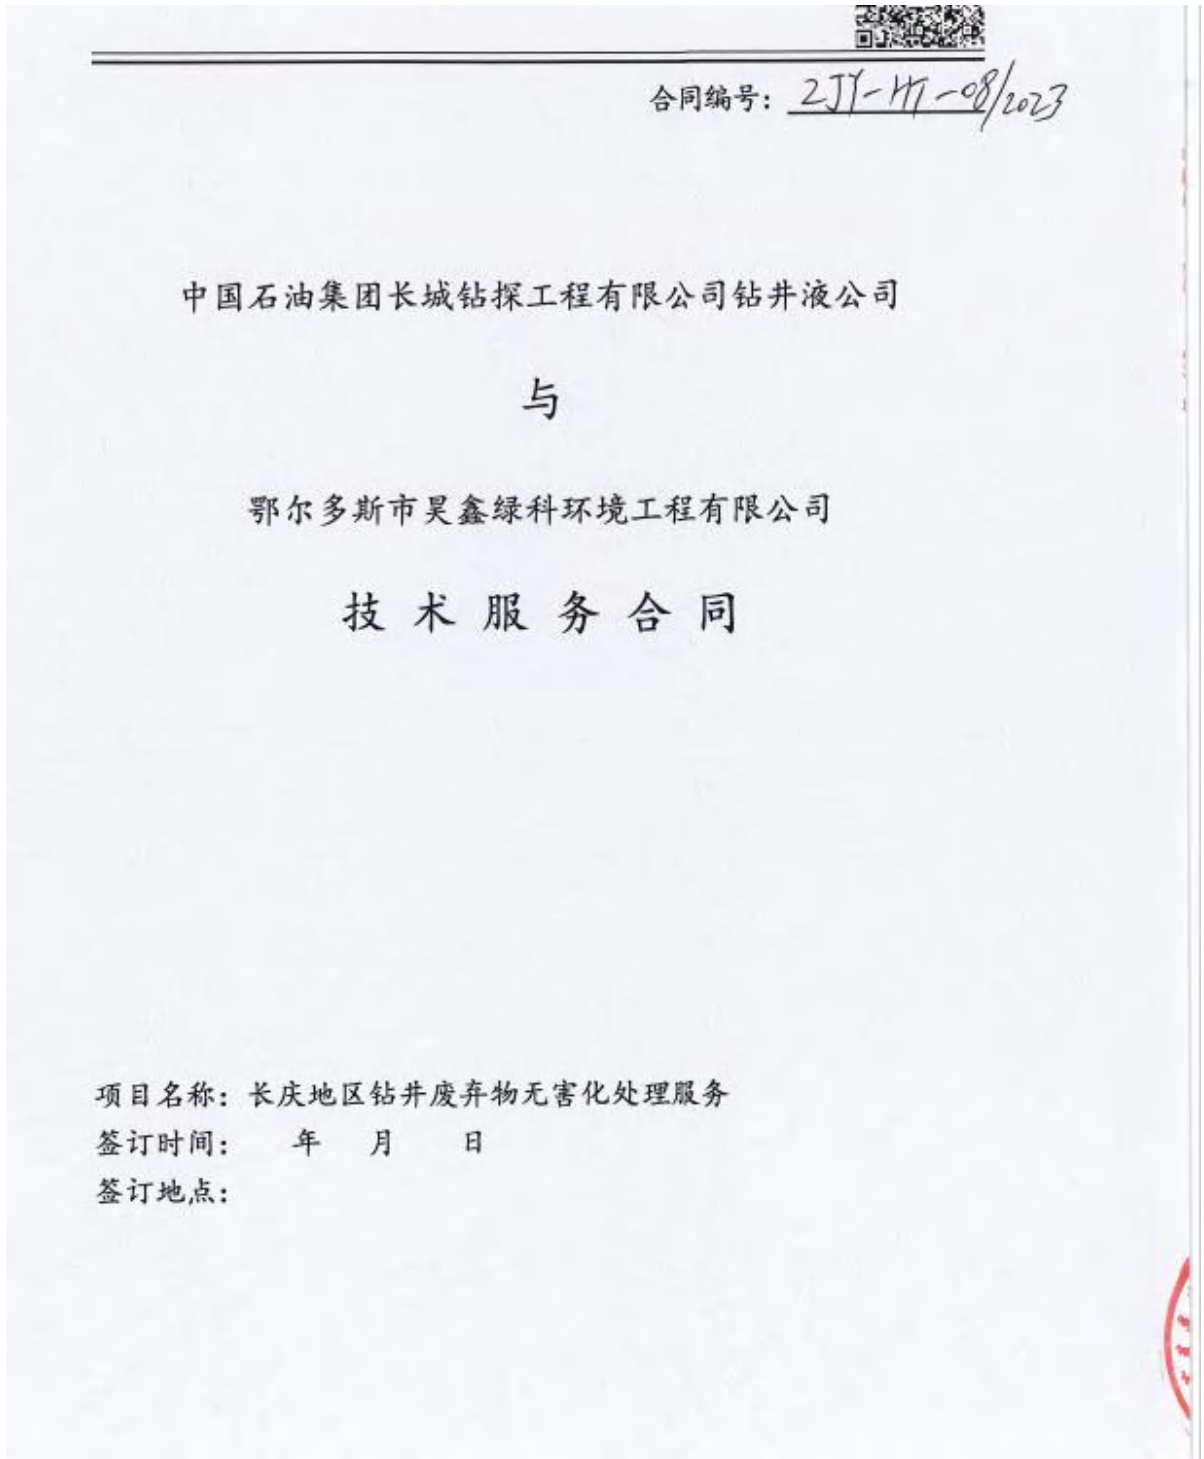 合同编号: ZJY-HT-08/2023
中国石油集团长城钻探工程有限公司钻井液公司
与
鄂尔多斯市昊鑫绿科环境工程有限公司
技术服务合同
项目名称: 长庆地区钻井废弃物无害化处理服务
签订时间: 年 月 日
签订地点: